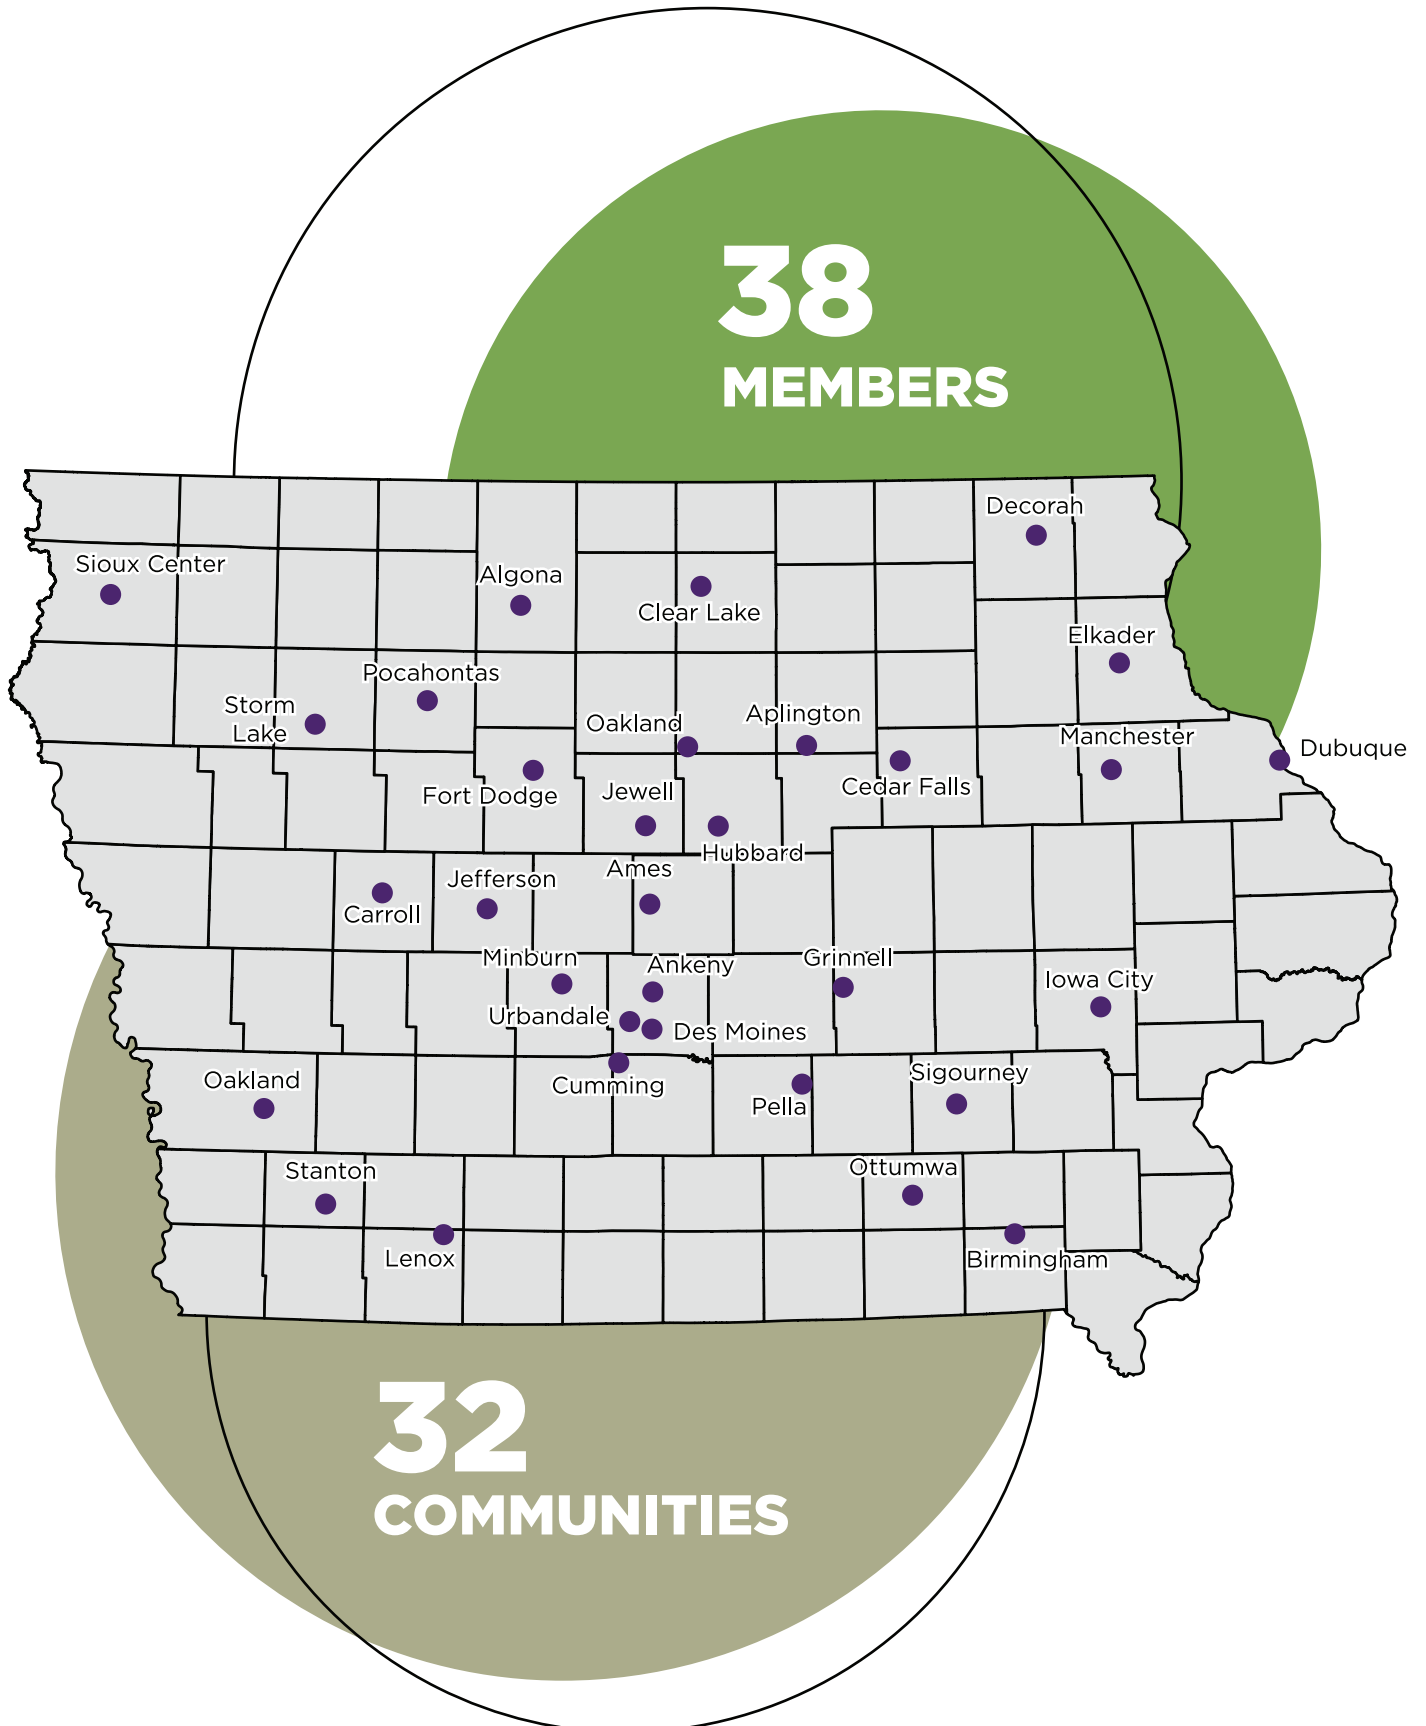 38
MEMBERS
Decorah
Sioux Center
Algona
Clear Lake
Elkader
Pocahontas
Storm
Lake
Oakland
Aplington
Manchester
Dubuque
Cedar Falls
Fort Dodge
Jewell
Hubbard
Ames
Jefferson
Carroll
Minburn
Ankeny
Grinnell
Iowa City
Urbandale
Des Moines
Cumming
Oakland
Sigourney
Pella
Stanton
Ottumwa
Lenox
Birmingham
32
COMMUNITIES